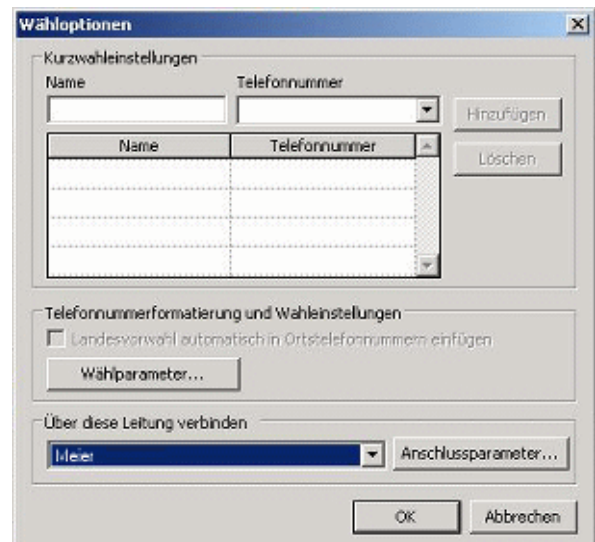 Wähloptionen
Kurzwahleinstellungen
Name Telefonnummer
Hinzufügen
Name Telefonnummer
Löschen
Telefonnummerformatierung und Wahleinstellungen
Landesvorwahl automatisch in Ortstelefonnummern einfügen
Wählparameter...
Über diese Leitung verbinden
Meier Anschlussparameter...
OK Abbrechen